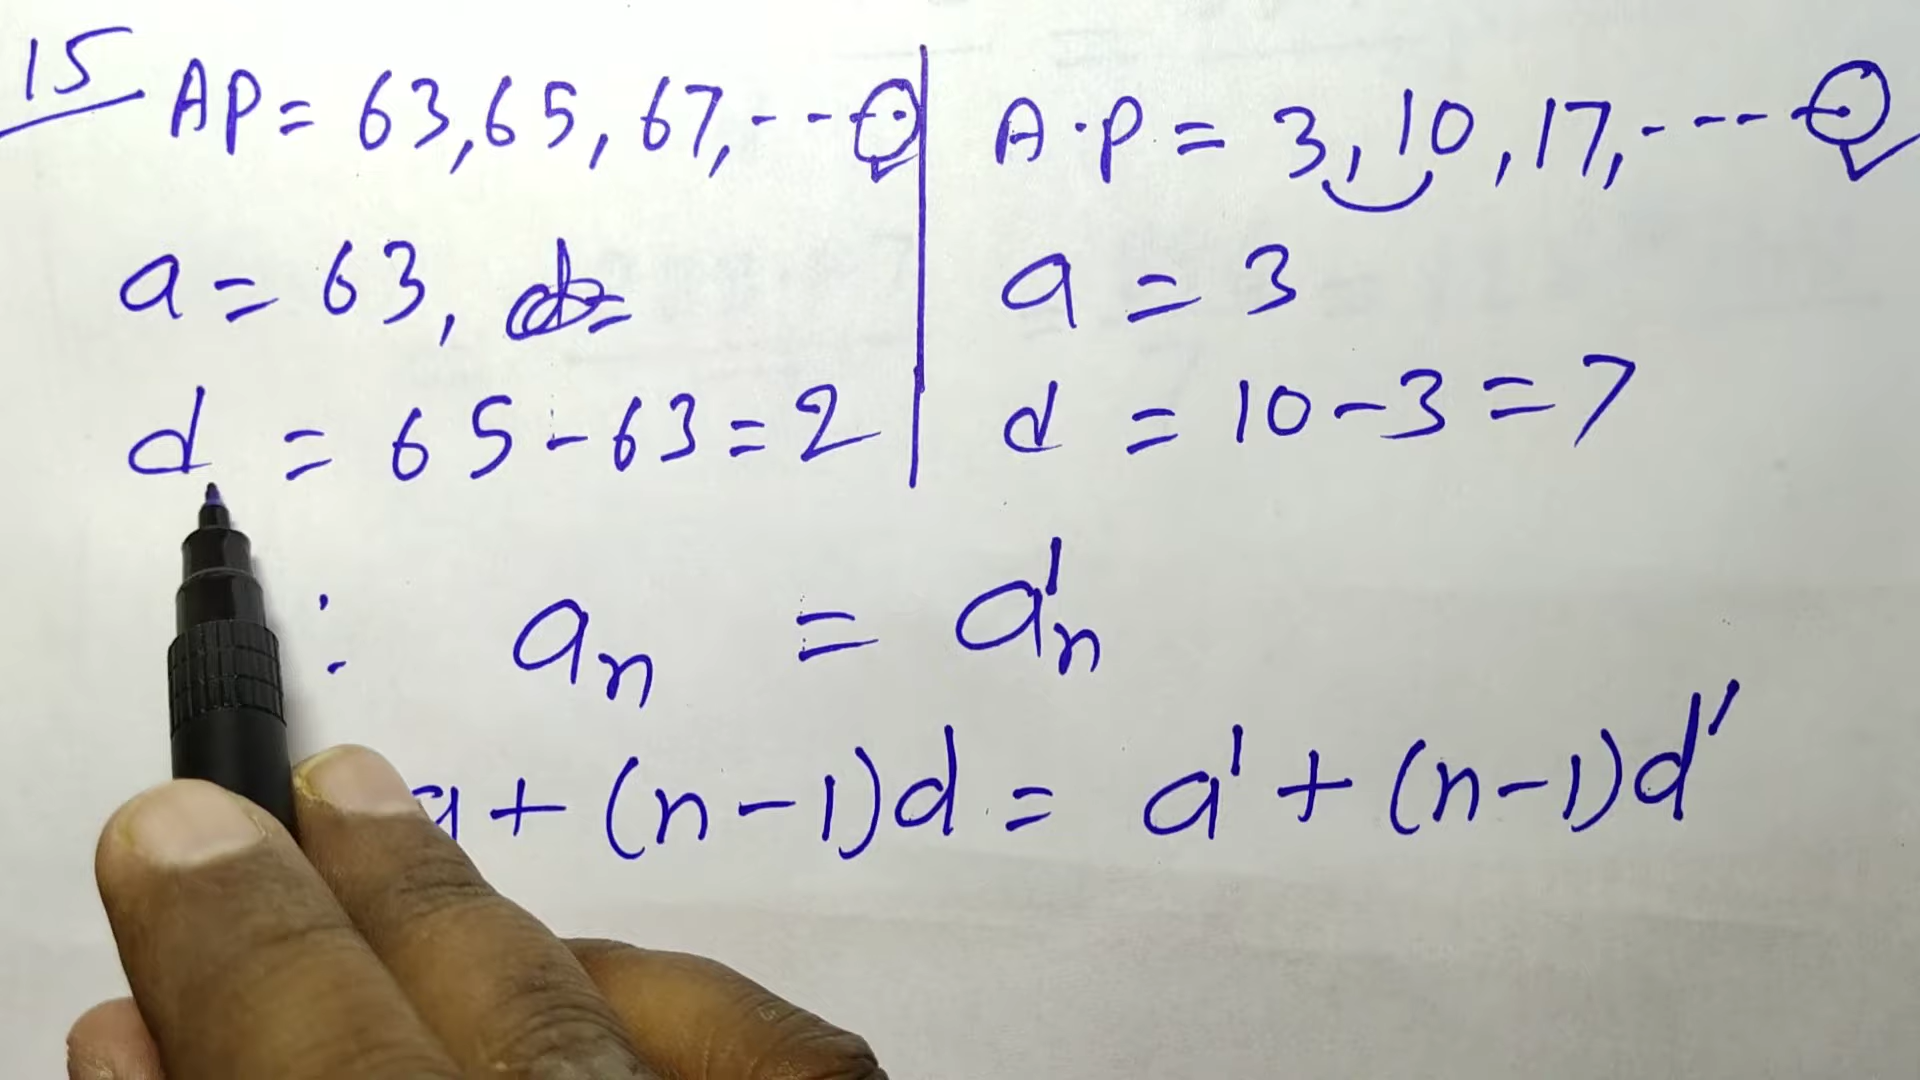 15 AP = 63, 65, 67, ---
a = 63,
d = 65 - 63 = 2
A.P = 3, 10, 17, ----
a = 3
d = 10 - 3 = 7
: an = a'n
a + (n-1)d = a' + (n-1)d'